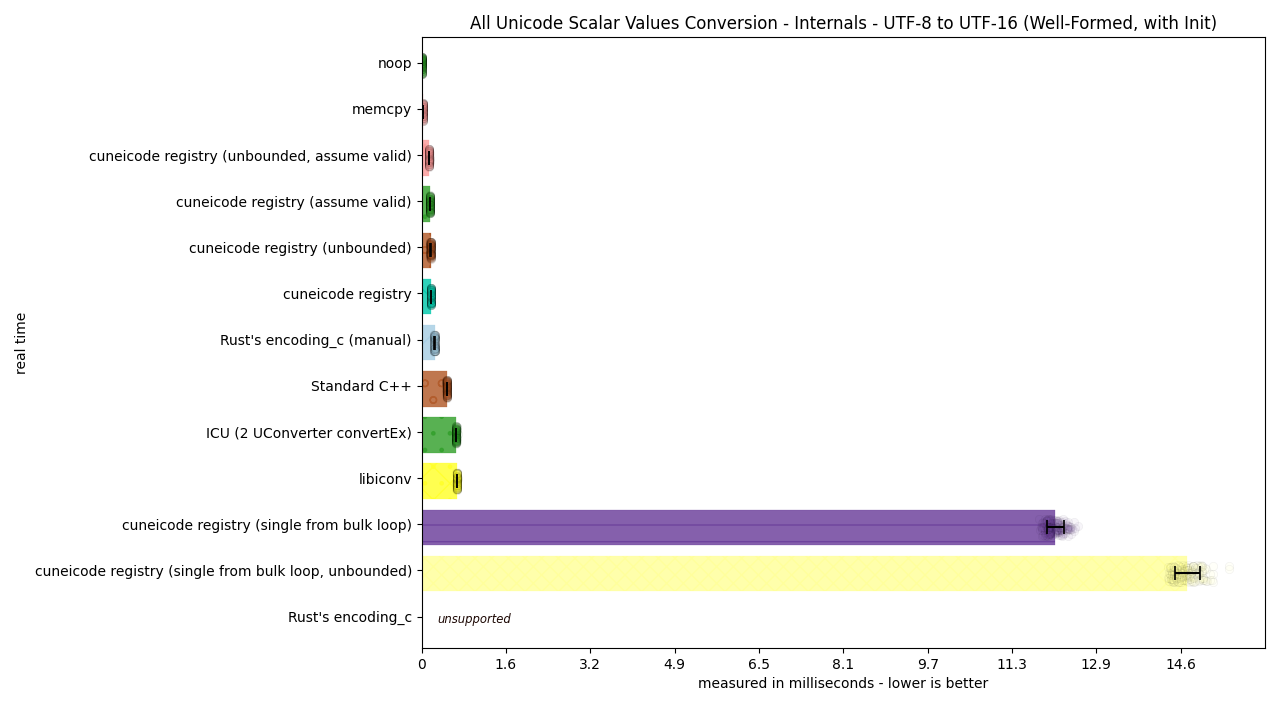 All Unicode Scalar Values Conversion - Internals - UTF-8 to UTF-16 (Well-Formed, with Init)
noop
memcpy
cuneicode registry (unbounded, assume valid)
cuneicode registry (assume valid)
cuneicode registry (unbounded)
cuneicode registry
Rust's encoding_c (manual)
Standard C++
ICU (2 UConverter convertEx)
libiconv
cuneicode registry (single from bulk loop)
cuneicode registry (single from bulk loop, unbounded)
Rust's encoding_c
unsupported
real time
0 1.6 3.2 4.9 6.5 8.1 9.7 11.3 12.9 14.6
measured in milliseconds - lower is better